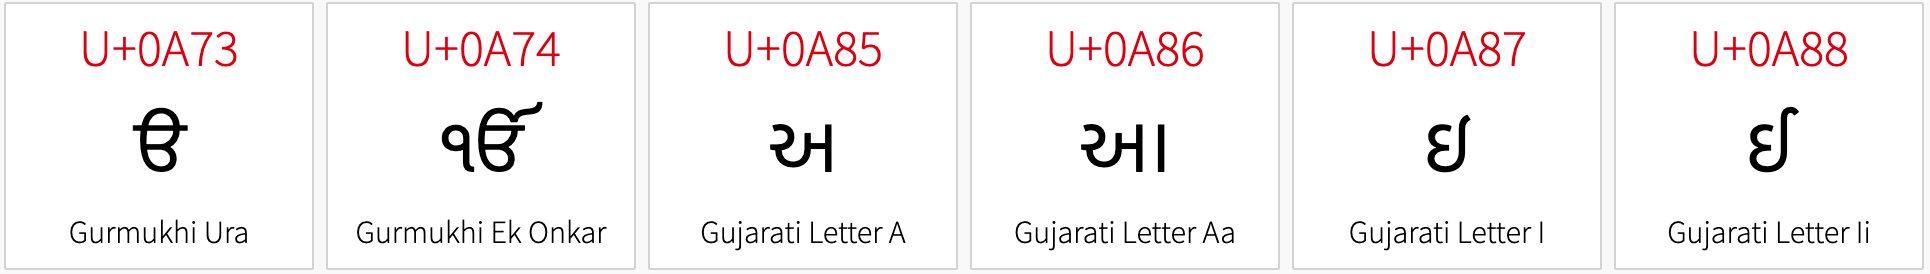 U+0A73 U+0A74 U+0A85 U+0A86 U+0A87 U+0A88
ੳ ੴ અ આ ઇ ઈ
Gurmukhi Ura Gurmukhi Ek Onkar Gujarati Letter A Gujarati Letter Aa Gujarati Letter I Gujarati Letter Ii